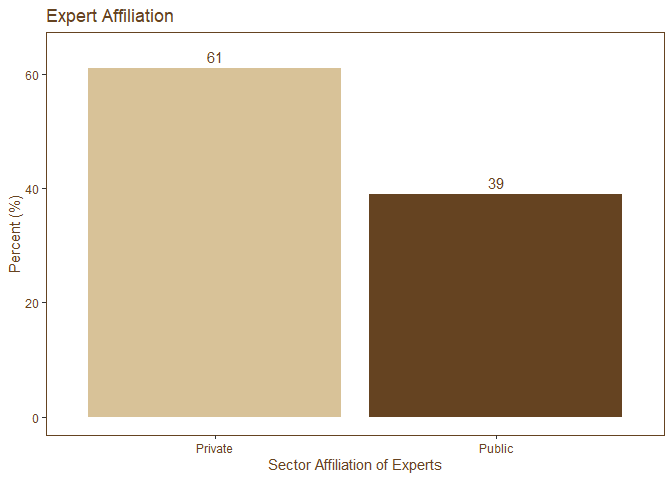 Expert Affiliation
61
60
39
40
Percent (%)
20
0
Private
Public
Sector Affiliation of Experts